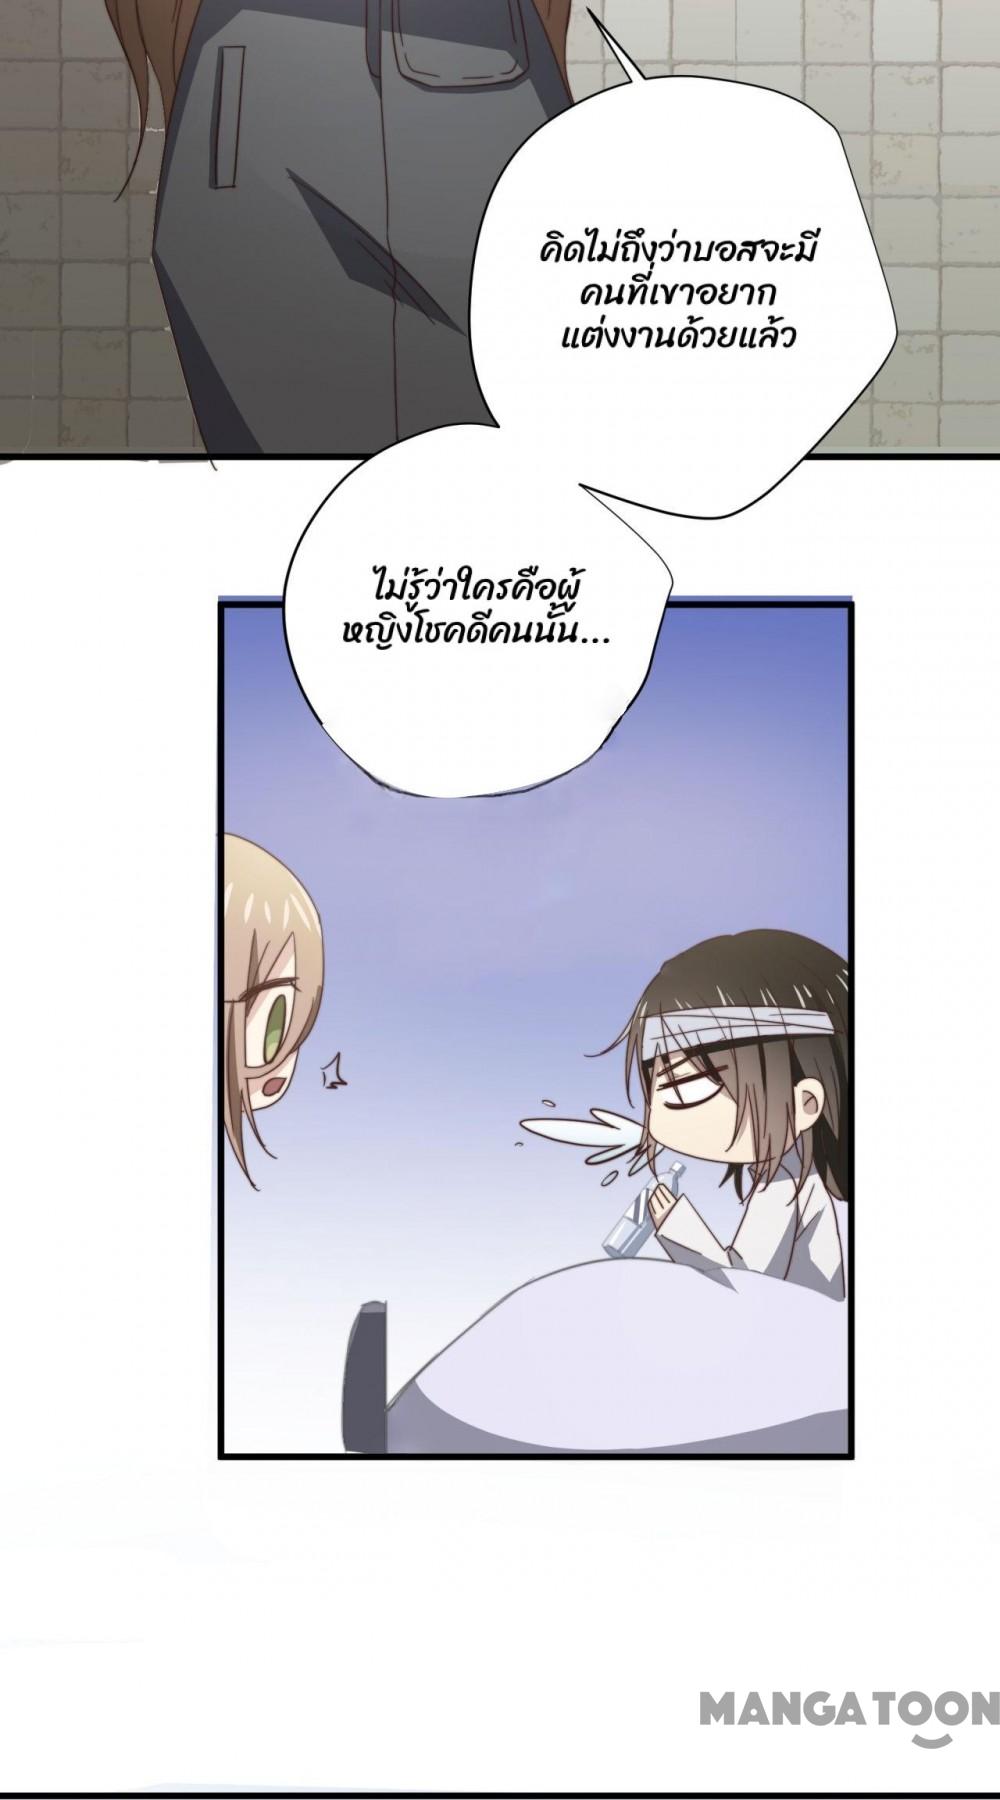 คิดไม่ถึงว่าบอสจะมี
คนที่เขาอยาก
แต่งงานด้วยแล้ว
ไม่รู้ว่าใครคือผู้
หญิงโชคดีคนนั้น...
MANGATOON